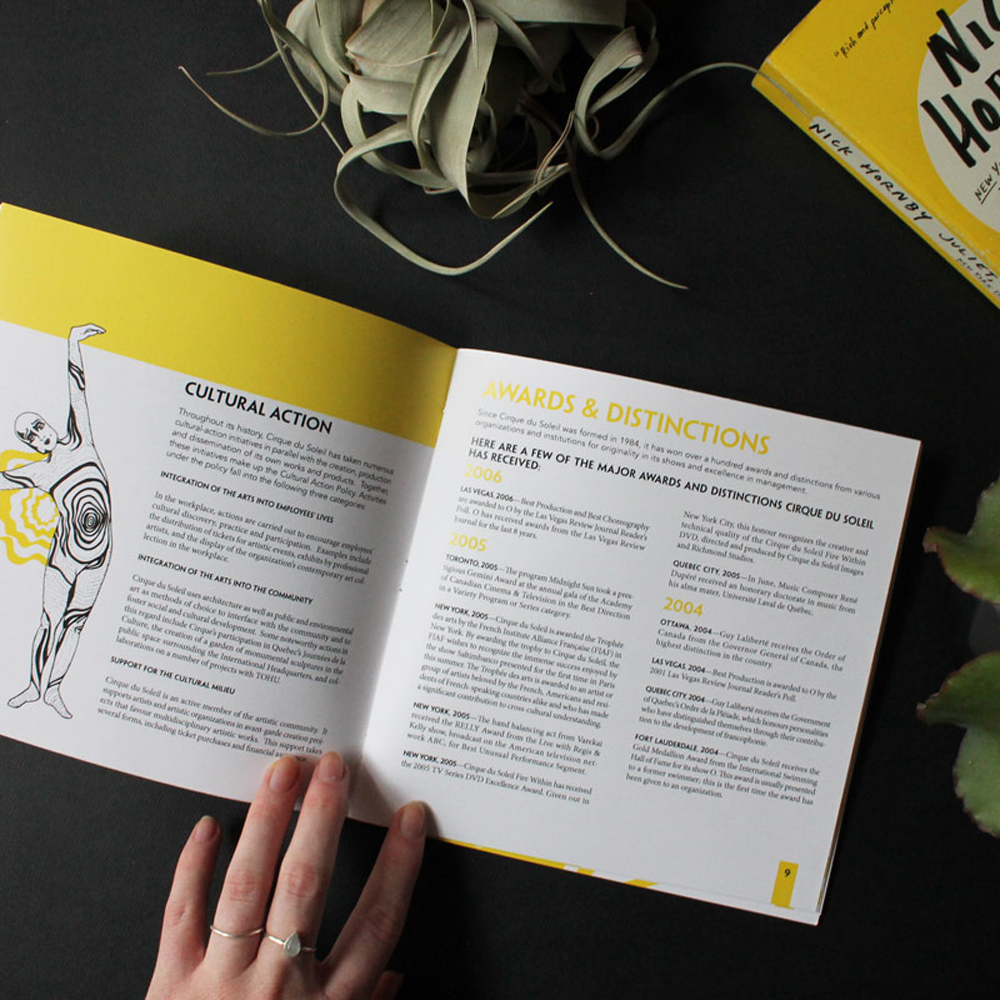 "Rich and percep
NIC
HOR
NEW Y
NICK HORNBY JULIET,
CULTURAL ACTION
Throughout its history, Cirque du Soleil has taken numerous
cultural-action initiatives in parallel with the creation, production
and dissemination of its own works and products. Together,
these initiatives make up the Cultural Action Policy. Activities
under the policy fall into the following three categories:
INTEGRATION OF THE ARTS INTO EMPLOYEES' LIVES
In the workplace, actions are carried out to encourage employees'
cultural discovery, practice and participation. Examples include
the distribution of tickets for artistic events, exhibits by professional
artists, and the display of the organization's contemporary art col-
lection in the workplace.
INTEGRATION OF THE ARTS INTO THE COMMUNITY
Cirque du Soleil uses architecture as well as public and environmental
art as methods of choice to interface with the community and to
foster social and cultural development. Some noteworthy actions in
this regard include Cirque's participation in Quebec's Journées de la
Culture, the creation of a garden of monumental sculptures in the
public space surrounding the International Headquarters, and col-
laborations on a number of projects with TOHU.
SUPPORT FOR THE CULTURAL MILIEU
Cirque du Soleil is an active member of the artistic community. It
supports artists and artistic organizations in avant-garde creation proj-
ects that favour multidisciplinary artistic works. This support takes
several forms, including ticket purchases and financial assistance.
AWARDS & DISTINCTIONS
Since Cirque du Soleil was formed in 1984, it has won over a hundred awards and distinctions from various
organizations and institutions for originality in its shows and excellence in management.
HERE ARE A FEW OF THE MAJOR AWARDS AND DISTINCTIONS CIRQUE DU SOLEIL
HAS RECEIVED:
2006
LAS VEGAS, 2006—Best Production and Best Choreography
are awarded to O by the Las Vegas Review Journal Reader's
Poll. O has received awards from the Las Vegas Review
Journal for the last 8 years.
2005
TORONTO, 2005—The program Midnight Sun took a pres-
tigious Gemini Award at the annual gala of the Academy
of Canadian Cinema & Television in the Best Direction
in a Variety Program or Series category.
NEW YORK, 2005—Cirque du Soleil is awarded the Trophée
des arts by the French Institute Alliance Française (FIAF) in
New York. By awarding the trophy to Cirque du Soleil, the
FIAF wishes to recognize the immense success enjoyed by
the show Saltimbanco presented for the first time in Paris
this summer. The Trophée des arts is awarded to an artist or
group of artists beloved by the French, Americans and resi-
dents of French-speaking countries alike and who has made
a significant contribution to cross cultural understanding.
NEW YORK, 2005—The hand balancing act from Varekai
received the RELLY Award from the Live with Regis &
Kelly show, broadcast on the American television net-
work ABC, for Best Unusual Performance Segment.
NEW YORK, 2005—Cirque du Soleil Fire Within has received
the 2005 TV Series DVD Excellence Award. Given out in
New York City, this honour recognizes the creative and
technical quality of the Cirque du Soleil Fire Within
DVD, directed and produced by Cirque du Soleil Images
and Richmond Studios.
QUEBEC CITY, 2005—In June, Music Composer René
Dupéré received an honorary doctorate in music from
his alma mater, Université Laval de Québec.
2004
OTTAWA, 2004—Guy Laliberté receives the Order of
Canada from the Governor General of Canada, the
highest distinction in the country.
LAS VEGAS, 2004—Best Production is awarded to O by the
2001 Las Vegas Review Journal Reader's Poll.
QUEBEC CITY, 2004—Guy Laliberté receives the Government
of Quebec's Ordre de la Pléiade, which honours personalities
who have distinguished themselves through their contribu-
tion to the development of francophonie.
FORT LAUDERDALE, 2004—Cirque du Soleil receives the
Gold Medallion Award from the International Swimming
Hall of Fame for its show O. This award is usually presented
to a former swimmer; this is the first time the award has
been given to an organization.
9